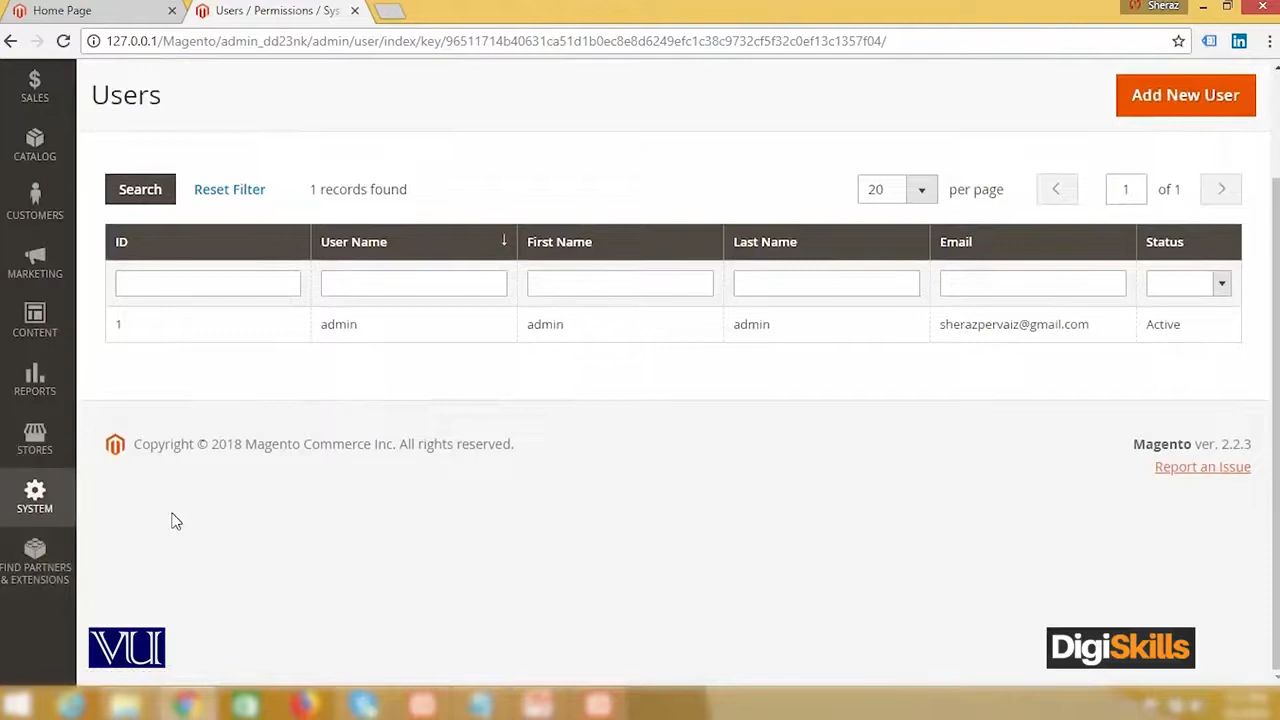 Home Page
Users / Permissions / Sys
Sheraz
127.0.0.1/Magento/admin_dd23nk/admin/user/index/key/96511714b40631ca51d1b0ec8e8d6249efc1c38c9732cf5f32c0ef13c1357f04/
SALES
CATALOG
CUSTOMERS
MARKETING
CONTENT
REPORTS
STORES
SYSTEM
FIND PARTNERS
& EXTENSIONS
Users
Add New User
Search
Reset Filter
1 records found
20
per page
1
of 1
ID User Name ↓ First Name Last Name Email Status
1 admin admin admin sherazpervaiz@gmail.com Active
Copyright © 2018 Magento Commerce Inc. All rights reserved.
Magento ver. 2.2.3
Report an Issue
VU
DigiSkills